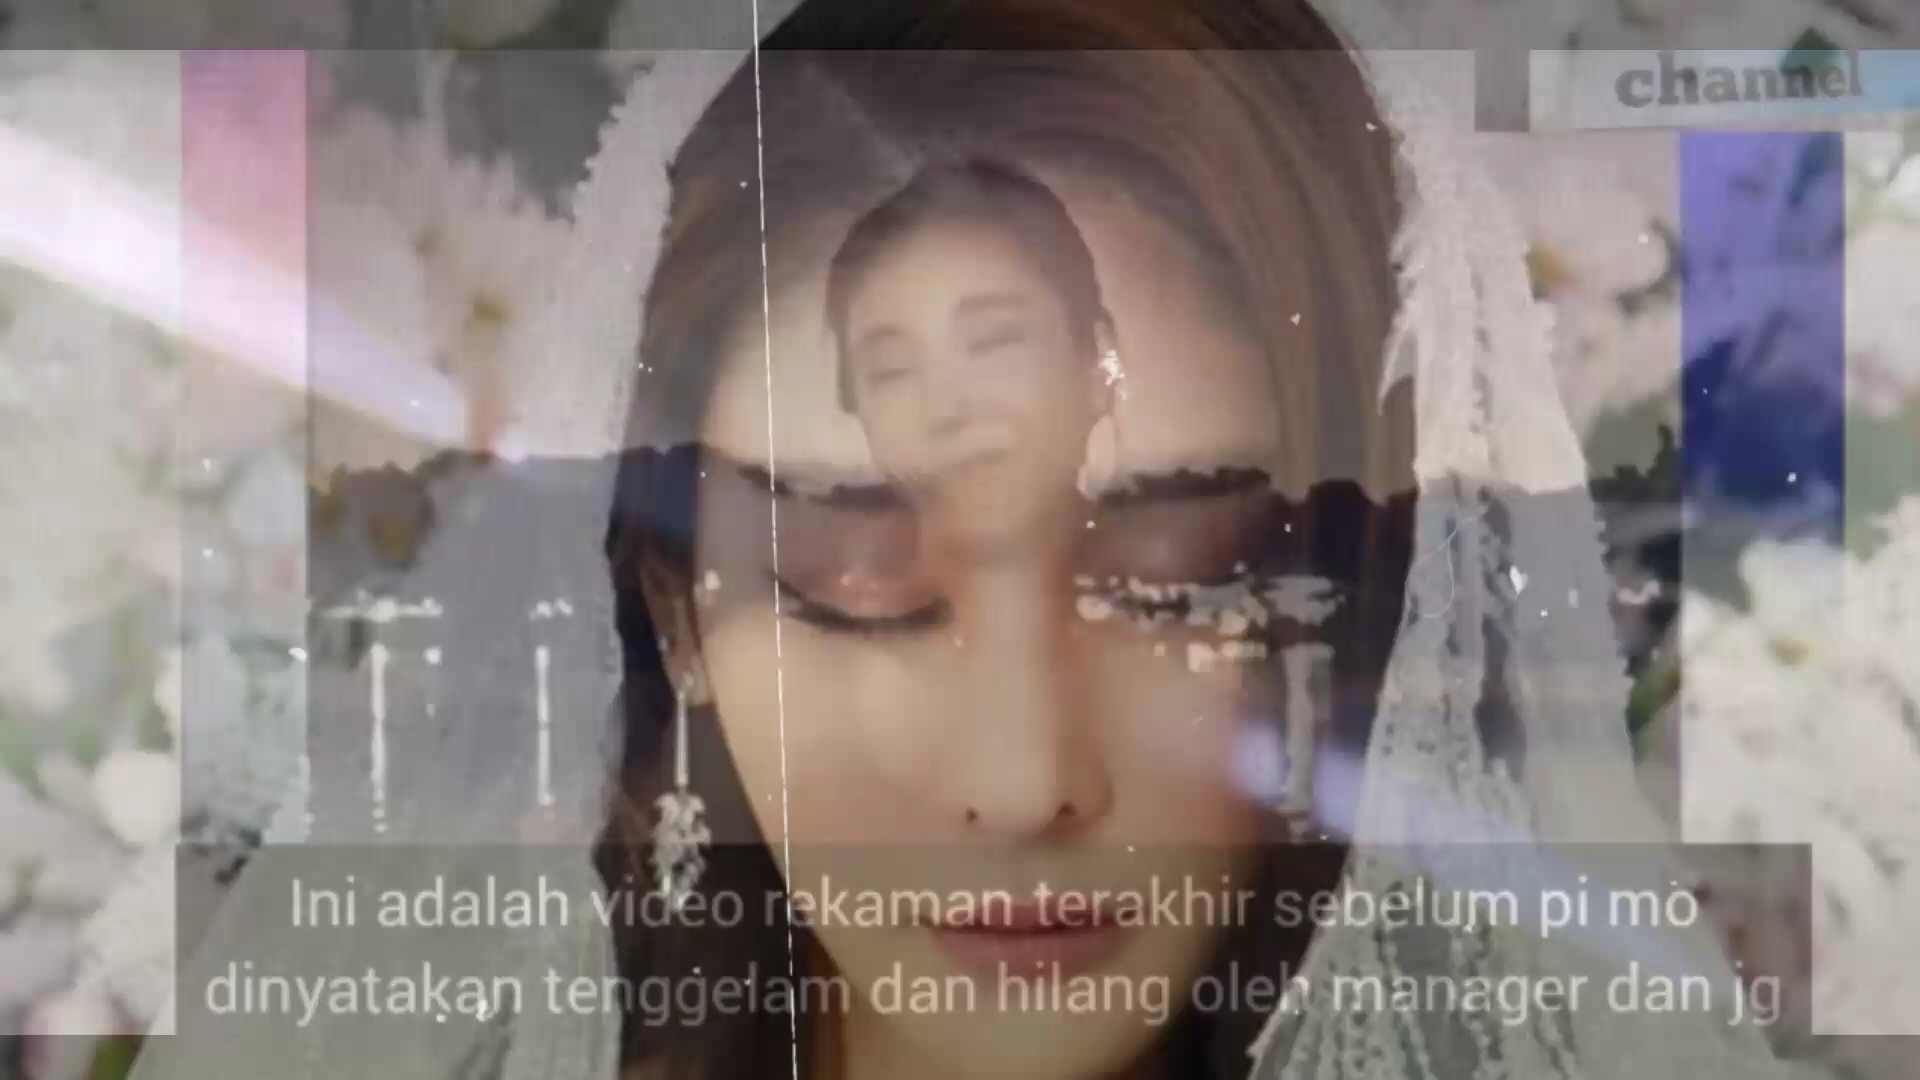 channel
Ini adalah video rekaman terakhir sebelum pi mo
dinyatakan tenggelam dan hilang oleh manager dan jg